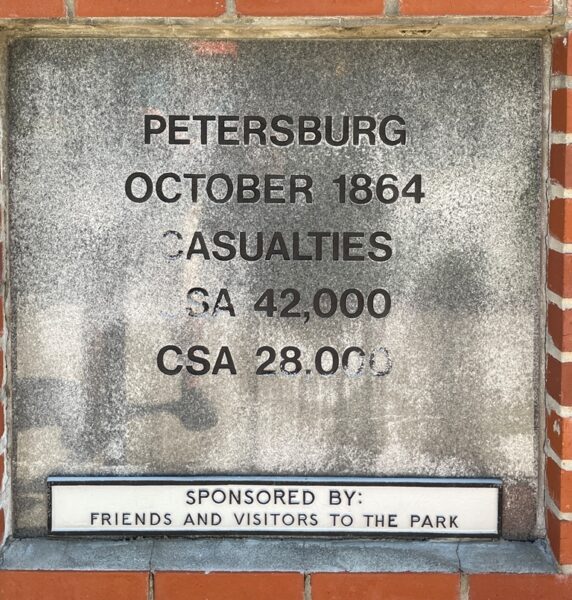 PETERSBURG
OCTOBER 1864
CASUALTIES
USA 42,000
CSA 28.000
SPONSORED BY:
FRIENDS AND VISITORS TO THE PARK